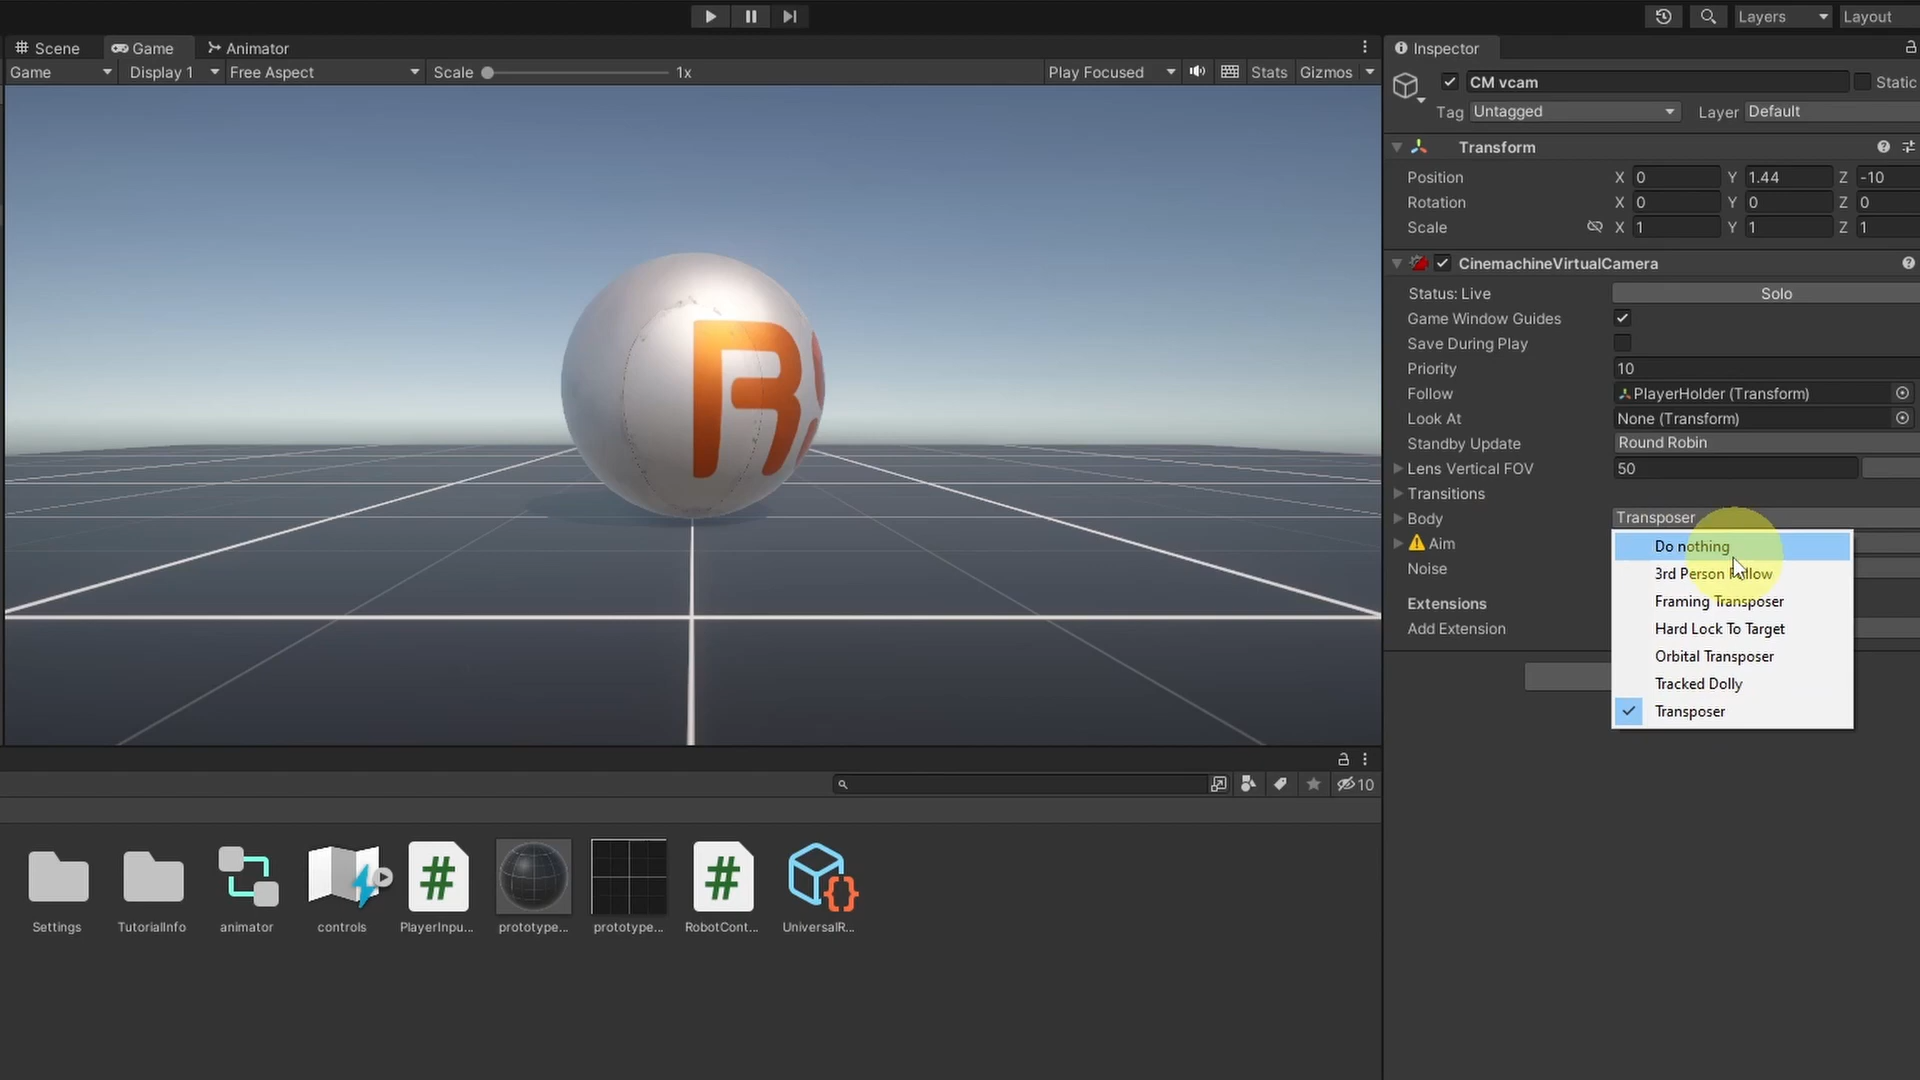 Layers
Layout
Scene
Game
Animator
Game
Display 1
Free Aspect
Scale
1x
Play Focused
Stats
Gizmos
R
Inspector
CM vcam
Static
Tag
Untagged
Layer
Default
Transform
Position
X 0
Y 1.44
Z -10
Rotation
X 0
Y 0
Z 0
Scale
X 1
Y 1
Z 1
CinemachineVirtualCamera
Status: Live
Solo
Game Window Guides
Save During Play
Priority
10
Follow
PlayerHolder (Transform)
Look At
None (Transform)
Standby Update
Round Robin
Lens Vertical FOV
50
Transitions
Body
Transposer
Aim
Noise
Extensions
Add Extension
Do nothing
3rd Person Follow
Framing Transposer
Hard Lock To Target
Orbital Transposer
Tracked Dolly
Transposer
10
Settings
TutorialInfo
animator
controls
PlayerInpu...
prototype...
prototype...
RobotCont...
UniversalR...